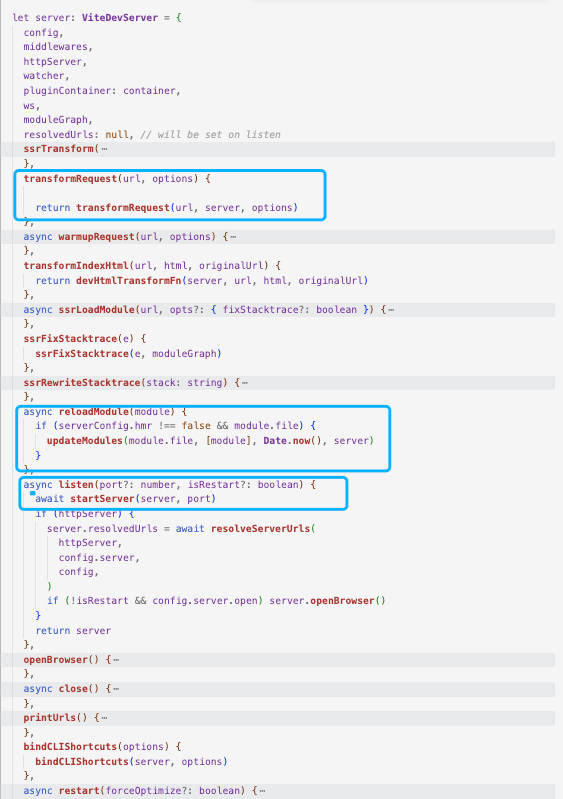 let server: ViteDevServer = {
  config,
  middlewares,
  httpServer,
  watcher,
  pluginContainer: container,
  ws,
  moduleGraph,
  resolvedUrls: null, // will be set on listen
  ssrTransform(⋯
  },
  transformRequest(url, options) {
    return transformRequest(url, server, options)
  },
  async warmupRequest(url, options) {⋯
  },
  transformIndexHtml(url, html, originalUrl) {
    return devHtmlTransformFn(server, url, html, originalUrl)
  },
  async ssrLoadModule(url, opts?: { fixStacktrace?: boolean }) {⋯
  },
  ssrFixStacktrace(e) {
    ssrFixStacktrace(e, moduleGraph)
  },
  ssrRewriteStacktrace(stack: string) {⋯
  },
  async reloadModule(module) {
    if (serverConfig.hmr !== false && module.file) {
      updateModules(module.file, [module], Date.now(), server)
    }
  },
  async listen(port?: number, isRestart?: boolean) {
    await startServer(server, port)
    if (httpServer) {
      server.resolvedUrls = await resolveServerUrls(
        httpServer,
        config.server,
        config,
      )
      if (!isRestart && config.server.open) server.openBrowser()
    }
    return server
  },
  openBrowser() {⋯
  },
  async close() {⋯
  },
  printUrls() {⋯
  },
  bindCLIShortcuts(options) {
    bindCLIShortcuts(server, options)
  },
  async restart(forceOptimize?: boolean) {⋯